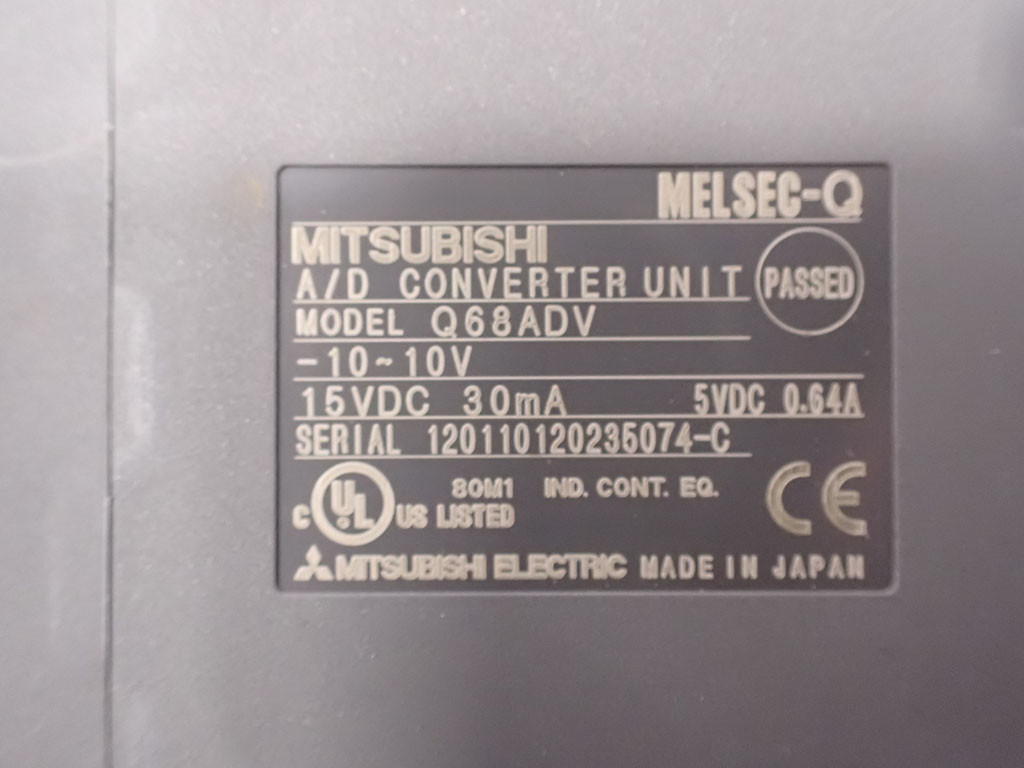 MELSEC-Q
MITSUBISHI
A/D CONVERTER UNIT PASSED
MODEL Q68ADV
-10~10V
15VDC 30mA 5VDC 0.64A
SERIAL 120110120235074-C
80M1 IND. CONT. EQ.
C UL US LISTED CE
MITSUBISHI ELECTRIC MADE IN JAPAN